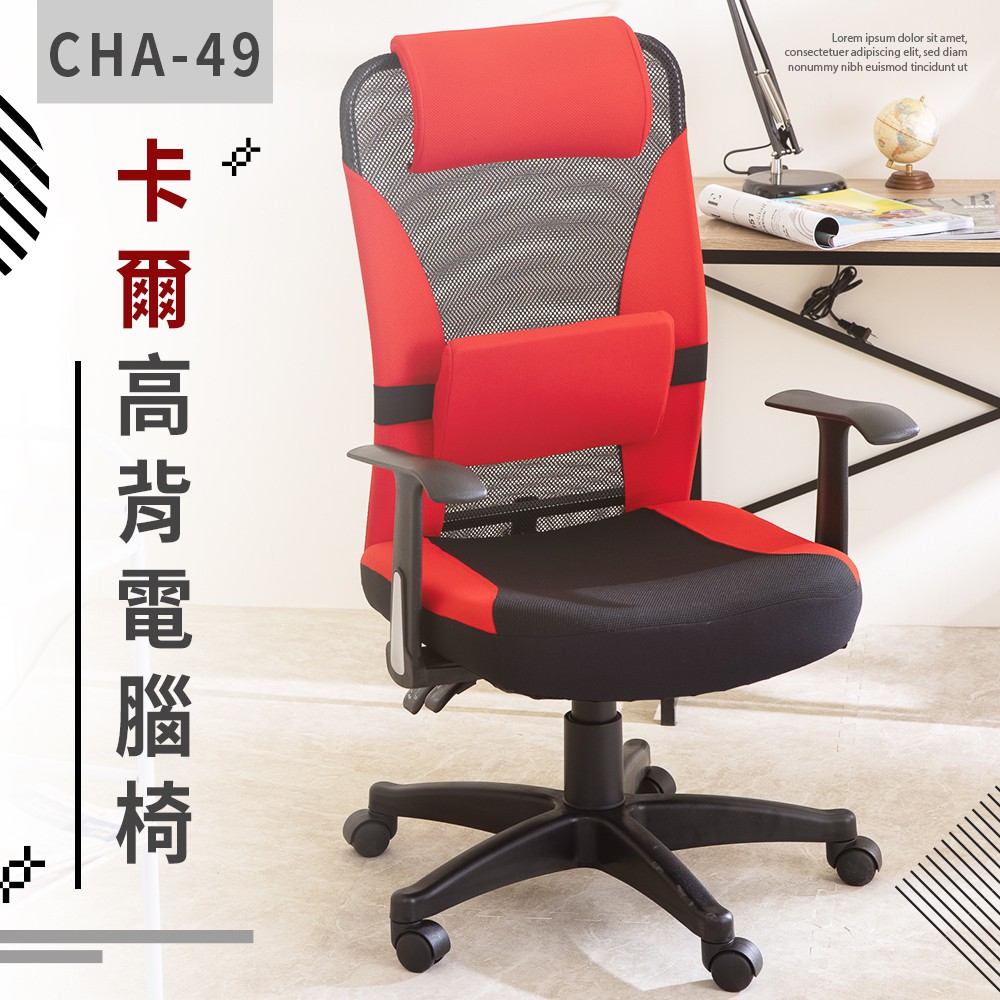 CHA-49
卡爾高背電腦椅
Lorem ipsum dolor sit amet,
consectetuer adipiscing elit, sed diam
nonummy nibh euismod tincidunt ut